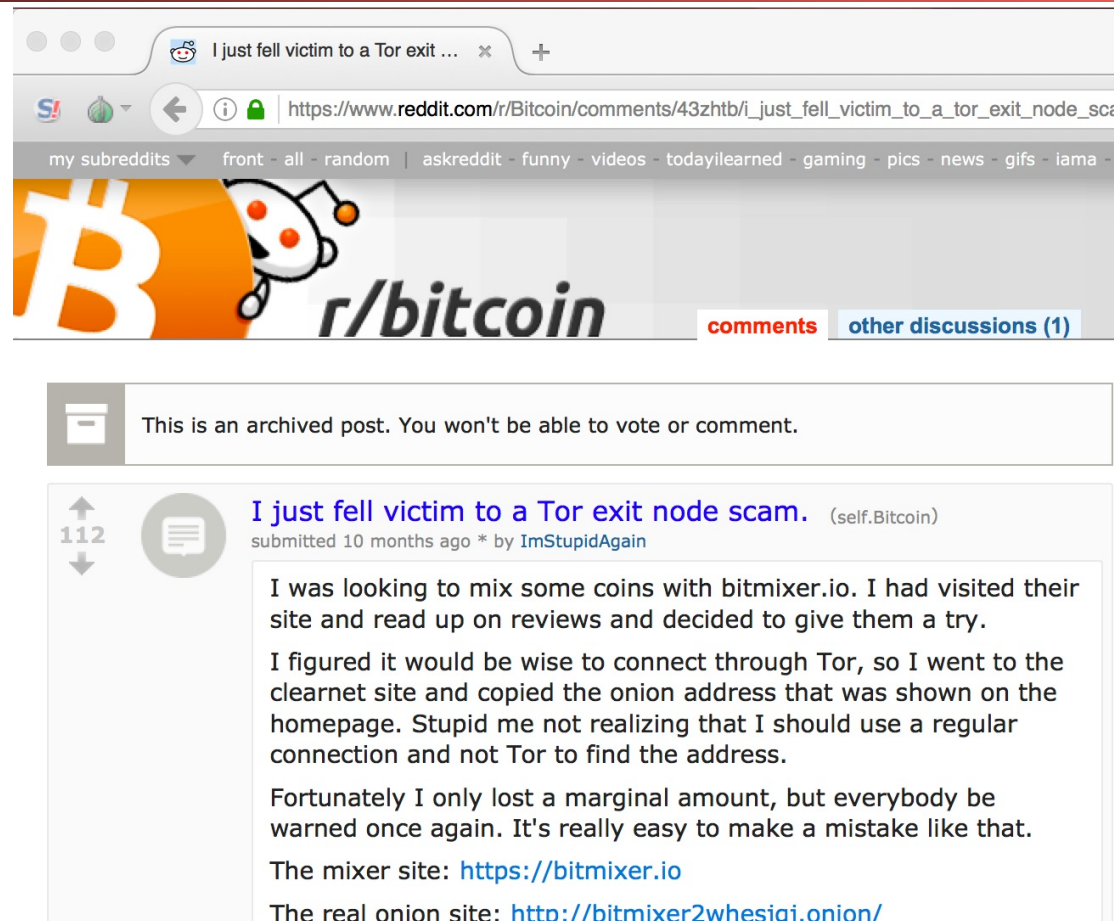 I just fell victim to a Tor exit ...
https://www.reddit.com/r/Bitcoin/comments/43zhtb/i_just_fell_victim_to_a_tor_exit_node_sca
my subreddits front - all - random | askreddit - funny - videos - todayilearned - gaming - pics - news - gifs - iama -
r/bitcoin
comments other discussions (1)
This is an archived post. You won't be able to vote or comment.
I just fell victim to a Tor exit node scam. (self.Bitcoin)
112
submitted 10 months ago * by ImStupidAgain
I was looking to mix some coins with bitmixer.io. I had visited their
site and read up on reviews and decided to give them a try.
I figured it would be wise to connect through Tor, so I went to the
clearnet site and copied the onion address that was shown on the
homepage. Stupid me not realizing that I should use a regular
connection and not Tor to find the address.
Fortunately I only lost a marginal amount, but everybody be
warned once again. It's really easy to make a mistake like that.
The mixer site: https://bitmixer.io
The real onion site: